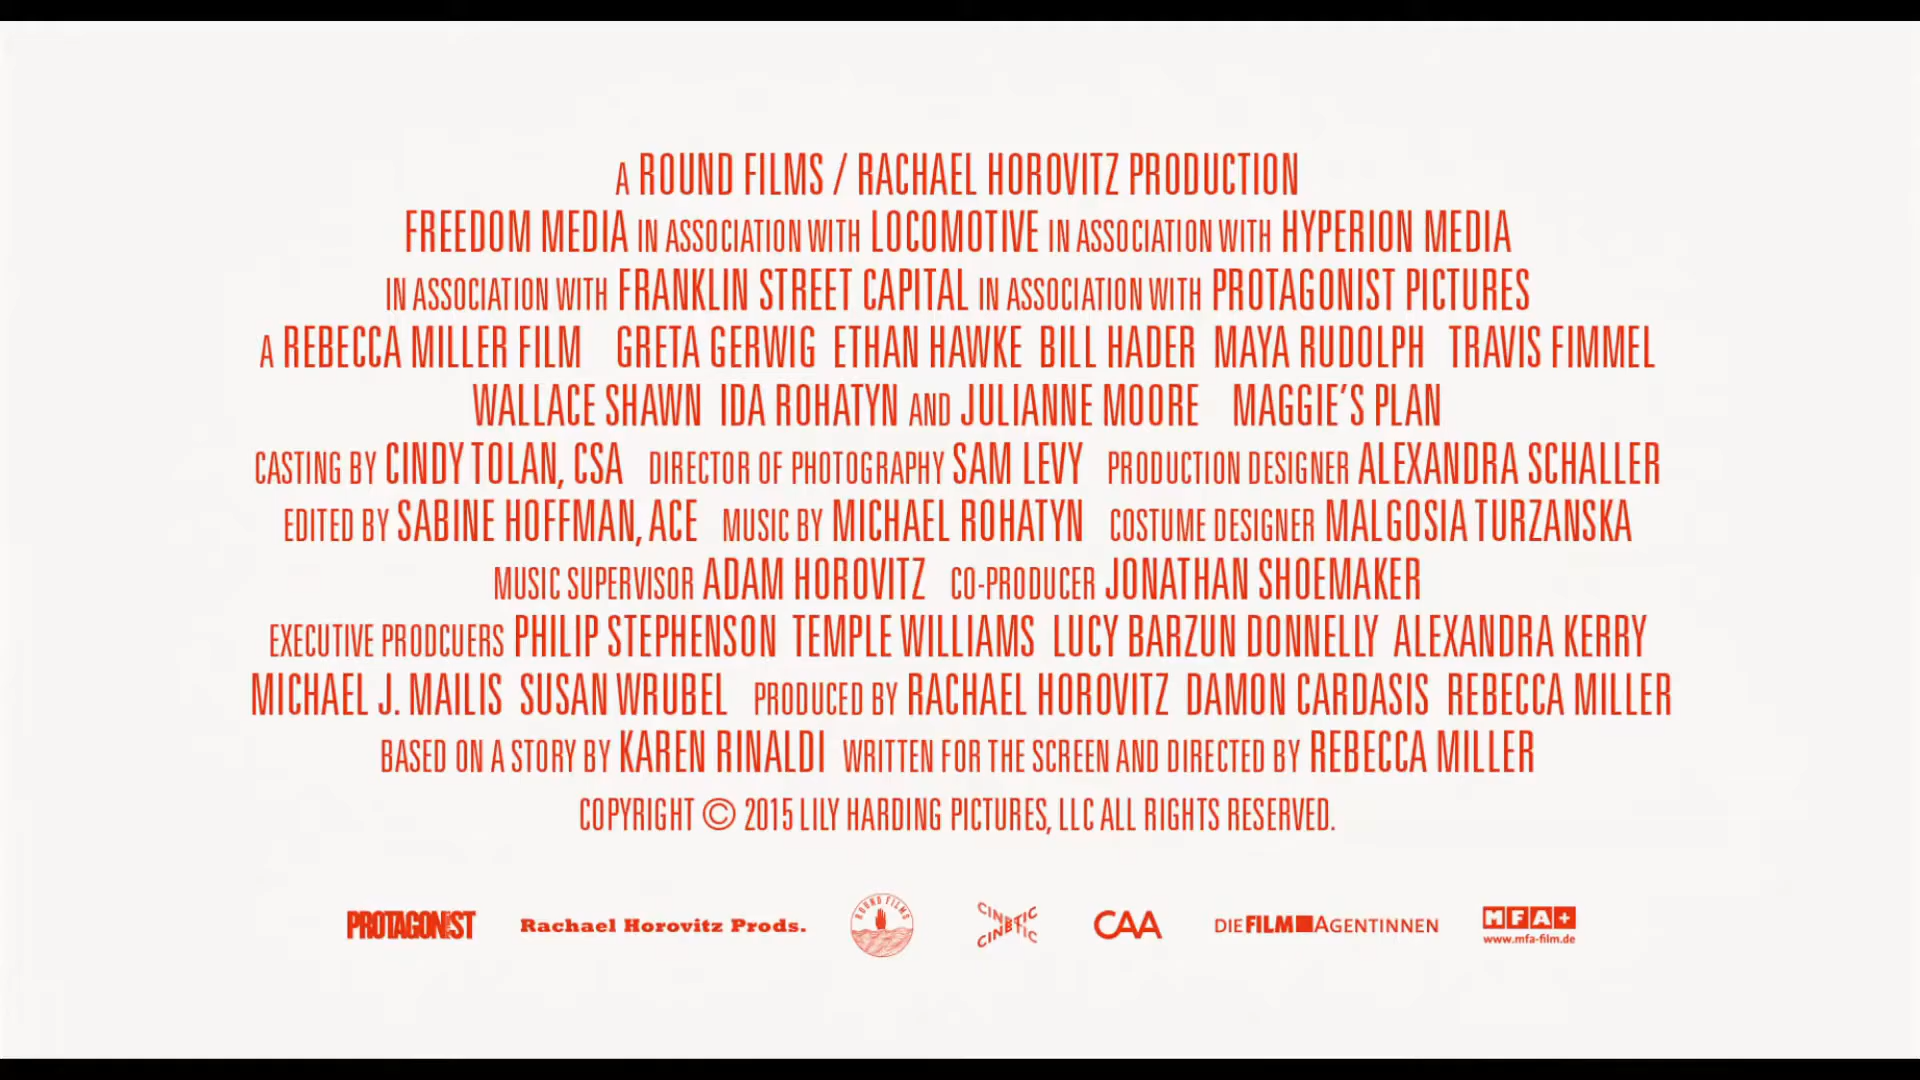 A ROUND FILMS / RACHAEL HOROVITZ PRODUCTION
FREEDOM MEDIA IN ASSOCIATION WITH LOCOMOTIVE IN ASSOCIATION WITH HYPERION MEDIA
IN ASSOCIATION WITH FRANKLIN STREET CAPITAL IN ASSOCIATION WITH PROTAGONIST PICTURES
A REBECCA MILLER FILM GRETA GERWIG ETHAN HAWKE BILL HADER MAYA RUDOLPH TRAVIS FIMMEL
WALLACE SHAWN IDA ROHATYN AND JULIANNE MOORE MAGGIE'S PLAN
CASTING BY CINDY TOLAN, CSA DIRECTOR OF PHOTOGRAPHY SAM LEVY PRODUCTION DESIGNER ALEXANDRA SCHALLER
EDITED BY SABINE HOFFMAN, ACE MUSIC BY MICHAEL ROHATYN COSTUME DESIGNER MALGOSIA TURZANSKA
MUSIC SUPERVISOR ADAM HOROVITZ CO-PRODUCER JONATHAN SHOEMAKER
EXECUTIVE PRODCUERS PHILIP STEPHENSON TEMPLE WILLIAMS LUCY BARZUN DONNELLY ALEXANDRA KERRY
MICHAEL J. MAILIS SUSAN WRUBEL PRODUCED BY RACHAEL HOROVITZ DAMON CARDASIS REBECCA MILLER
BASED ON A STORY BY KAREN RINALDI WRITTEN FOR THE SCREEN AND DIRECTED BY REBECCA MILLER
COPYRIGHT © 2015 LILY HARDING PICTURES, LLC ALL RIGHTS RESERVED.
PROTAGONIST Rachael Horovitz Prods. ROUND FILMS CINETIC CINETIC CAA DIEFILMAGENTINNEN MFA+
www.mfa-film.de